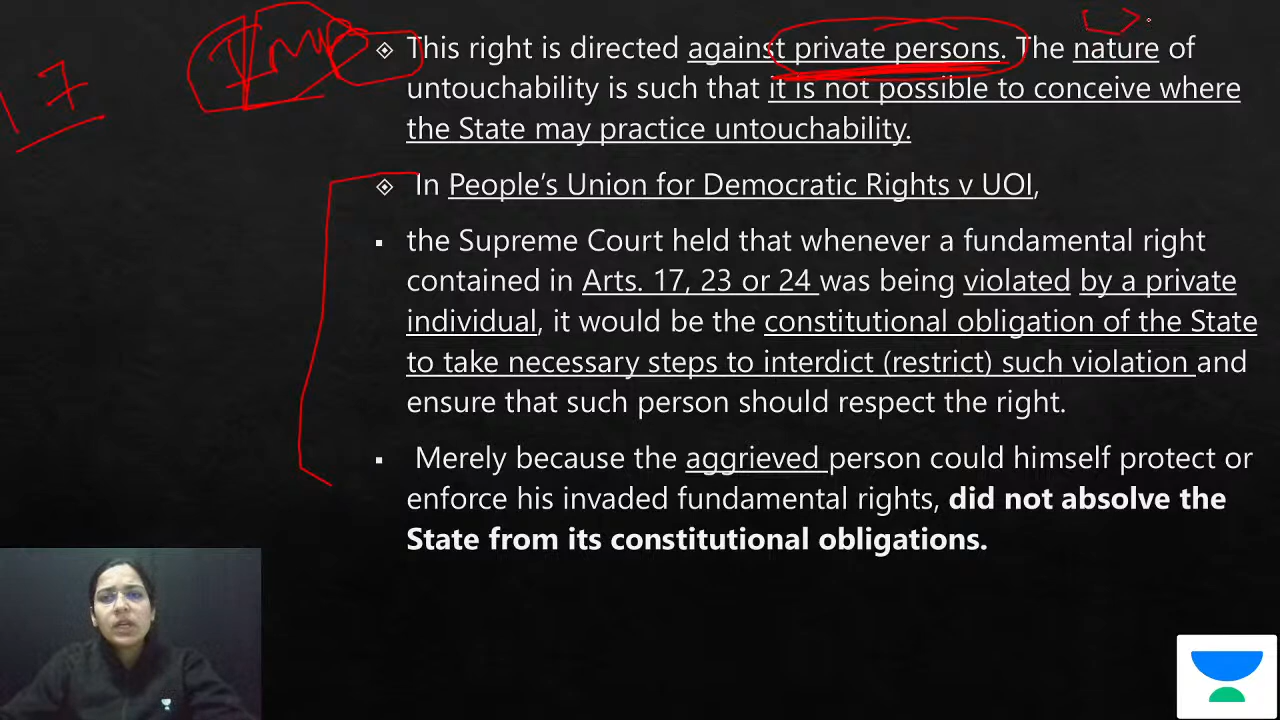 17
Imp
This right is directed against private persons. The nature of
untouchability is such that it is not possible to conceive where
the State may practice untouchability.
In People's Union for Democratic Rights v UOI,
the Supreme Court held that whenever a fundamental right
contained in Arts. 17, 23 or 24 was being violated by a private
individual, it would be the constitutional obligation of the State
to take necessary steps to interdict (restrict) such violation and
ensure that such person should respect the right.
Merely because the aggrieved person could himself protect or
enforce his invaded fundamental rights, did not absolve the
State from its constitutional obligations.